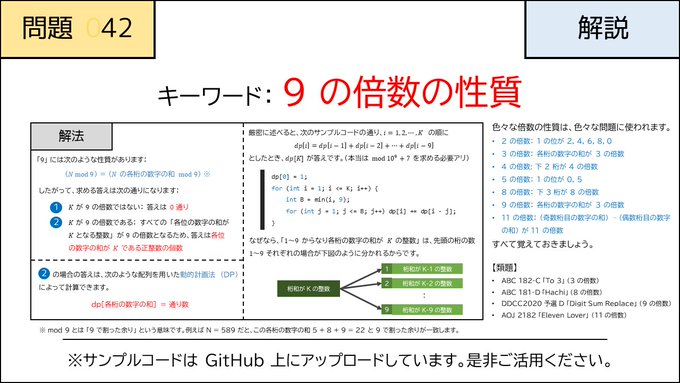 問題 042
解説
キーワード: 9 の倍数の性質
解法
「9」には次のような性質があります:
(N mod 9) = (N の各桁の数字の和 mod 9) ※
したがって、求める答えは次の通りになります:
1 K が 9 の倍数ではない: 答えは 0 通り
2 K が 9 の倍数である: すべての「各位の数字の和が
K となる整数」が 9 の倍数となるため、答えは各位
の数字の和が K である正整数の個数
2 の場合の答えは、次のような配列を用いた動的計画法 (DP)
によって計算できます。
dp[各桁の数字の和] = 通り数
厳密に述べると、次のサンプルコードの通り、i = 1, 2, ⋯, K の順に
dp[i] = dp[i − 1] + dp[i − 2] + ⋯ + dp[i − 9]
としたとき、dp[K] が答えです。(本当は mod 10⁹ + 7 を求める必要アリ)
dp[0] = 1;
for (int i = 1; i <= K; i++) {
int B = min(i, 9);
for (int j = 1; j <= B; j++) dp[i] += dp[i - j];
}
なぜなら、「1~9 からなり各桁の数字の和が K の整数」は、先頭の桁の数
1~9 それぞれの場合が下図のように分かれるからです。
桁和が K の整数
1 桁和が K-1 の整数
2 桁和が K-2 の整数
:
9 桁和が K-9 の整数
色々な倍数の性質は、色々な問題に使われます。
• 2 の倍数: 1 の位が 2, 4, 6, 8, 0
• 3 の倍数: 各桁の数字の和が 3 の倍数
• 4 の倍数: 下 2 桁が 4 の倍数
• 5 の倍数: 1 の位が 0, 5
• 8 の倍数: 下 3 桁が 8 の倍数
• 9 の倍数: 各桁の数字の和が 9 の倍数
• 11 の倍数: (奇数桁目の数字の和) − (偶数桁目の数字
の和) が 11 の倍数
すべて覚えておきましょう。
【類題】
• ABC 182-C「To 3」(3 の倍数)
• ABC 181-D「Hachi」(8 の倍数)
• DDCC2020 予選 D「Digit Sum Replace」(9 の倍数)
• AOJ 2182「Eleven Lover」(11 の倍数)
※ mod 9 とは「9 で割った余り」という意味です。例えば N = 589 だと、この各桁の数字の和 5 + 8 + 9 = 22 と 9 で割った余りが一致します。
※サンプルコードは GitHub 上にアップロードしています。是非ご活用ください。